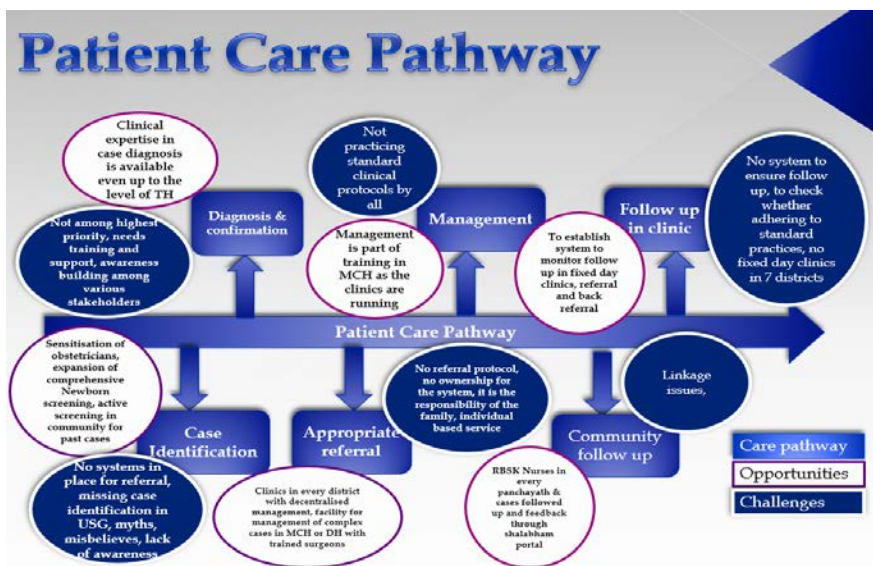 Patient Care Pathway
Clinical
expertise in
case diagnosis
is available
even up to the
level of TH
Not among highest
priority, needs
training and
support, awareness
building among
various
stakeholders
Diagnosis &
confirmation
Not
practicing
standard
clinical
protocols by
all
Management
is part of
training in
MCH as the
clinics are
running
Management
To establish
system to
monitor follow
up in fixed day
clinics, referral
and back
referral
Follow up
in clinic
No system to
ensure follow
up, to check
whether
adhering to
standard
practices, no
fixed day clinics
in 7 districts
Patient Care Pathway
Sensitisation of
obstetricians,
expansion of
comprehensive
Newborn
screening, active
screening in
community for
past cases
Case
Identification
No systems in
place for referral,
missing case
identification in
USG, myths,
misbelieves, lack
of awareness
Appropriate
referral
Clinics in every
district with
decentralised
management, facility
for management of
complex cases in
MCH or DH with
trained surgeons
No referral protocol,
no ownership for
the system, it is the
responsibility of the
family, individual
based service
Community
follow up
RBSK Nurses in
every
panchayath &
cases followed
up and feedback
through
shalabham
portal
Linkage
issues,
Care pathway
Opportunities
Challenges